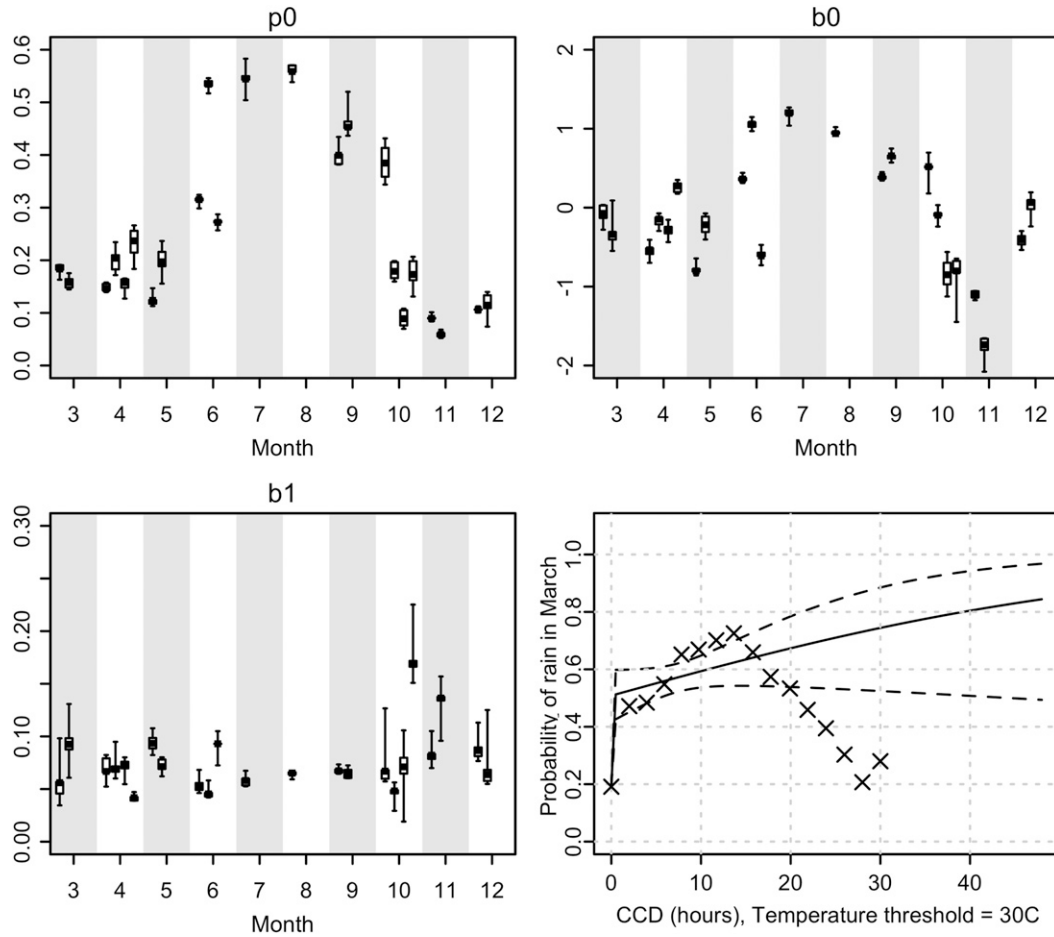 p0
0.6
0.5
0.4
0.3
0.2
0.1
0.0
3 4 5 6 7 8 9 10 11 12
Month
b0
2
1
0
-1
-2
3 4 5 6 7 8 9 10 11 12
Month
b1
0.30
0.20
0.10
0.00
3 4 5 6 7 8 9 10 11 12
Month
Probability of rain in March
1.0
0.8
0.6
0.4
0.2
0.0
0 10 20 30 40
CCD (hours), Temperature threshold = 30C